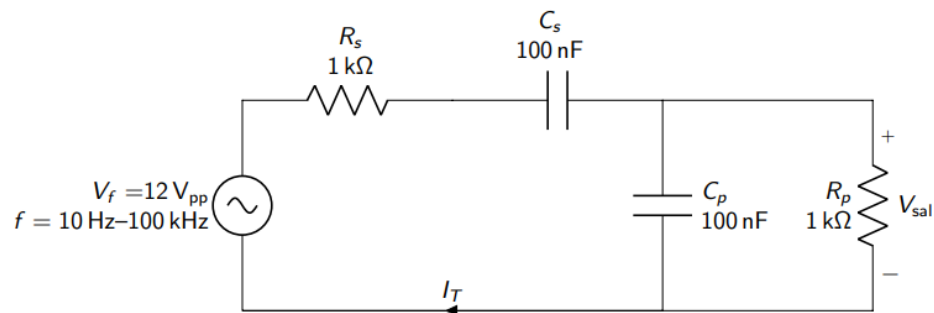 R_s
1 kΩ
C_s
100 nF
V_f =12 V_pp
f = 10 Hz–100 kHz
C_p
100 nF
R_p
1 kΩ
+
V_sal
−
I_T